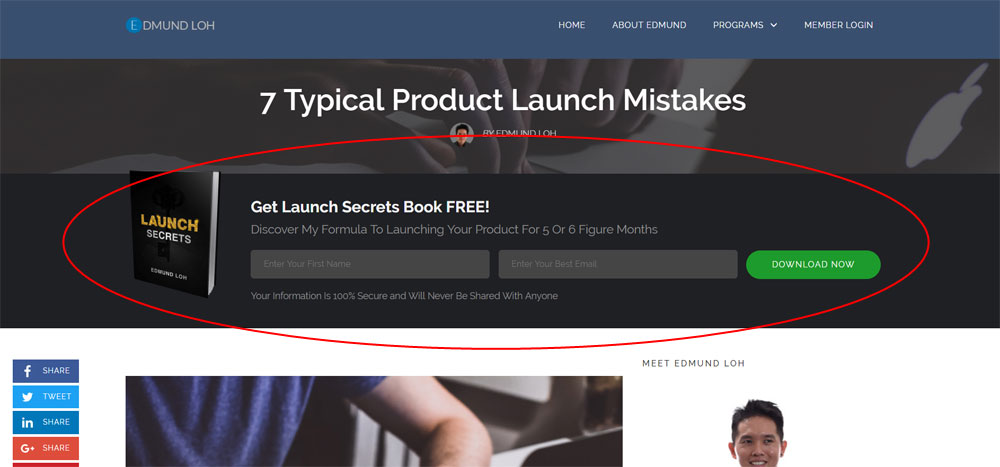 EDMUND LOH
HOME
ABOUT EDMUND
PROGRAMS
MEMBER LOGIN
7 Typical Product Launch Mistakes
BY EDMUND LOH
LAUNCH
SECRETS
EDMUND LOH
Get Launch Secrets Book FREE!
Discover My Formula To Launching Your Product For 5 Or 6 Figure Months
Enter Your First Name
Enter Your Best Email
DOWNLOAD NOW
Your Information Is 100% Secure and Will Never Be Shared With Anyone
f SHARE
TWEET
in SHARE
G+ SHARE
MEET EDMUND LOH